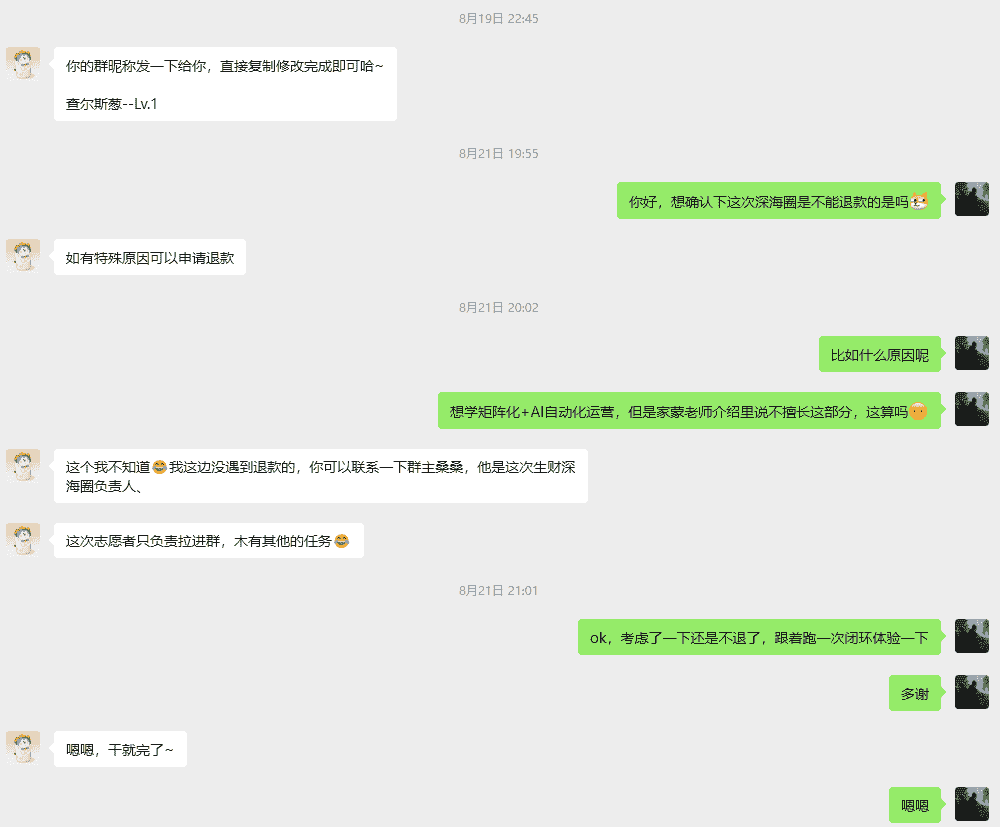 8月19日 22:45
你的群昵称发一下给你，直接复制修改完成即可哈~
查尔斯葱--Lv.1
8月21日 19:55
你好，想确认下这次深海圈是不能退款的是吗
如有特殊原因可以申请退款
8月21日 20:02
比如什么原因呢
想学矩阵化+AI自动化运营，但是家蒙老师介绍里说不擅长这部分，这算吗
这个我不知道😂我这边没遇到退款的，你可以联系一下群主桑桑，他是这次生财深
海圈负责人、
这次志愿者只负责拉进群，木有其他的任务😂
8月21日 21:01
ok，考虑了一下还是不退了，跟着跑一次闭环体验一下
多谢
嗯嗯，干就完了~
嗯嗯